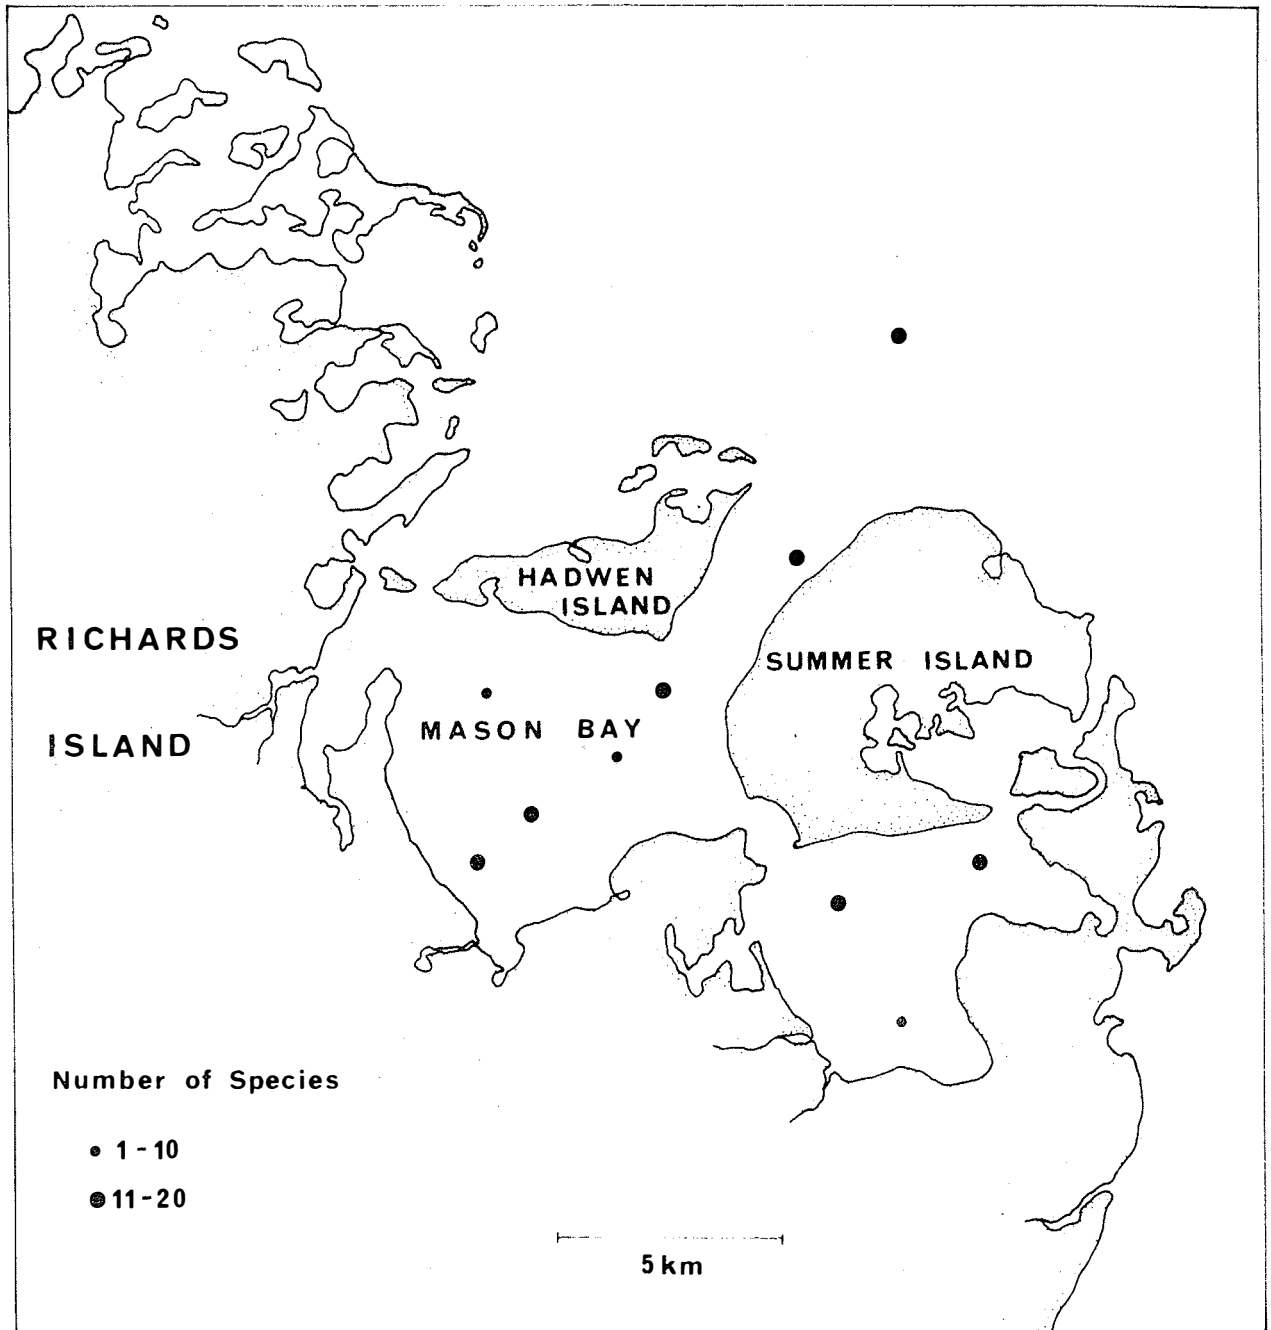 HADWEN
ISLAND
RICHARDS
ISLAND
SUMMER ISLAND
MASON BAY
Number of Species
1-10
11-20
5 km